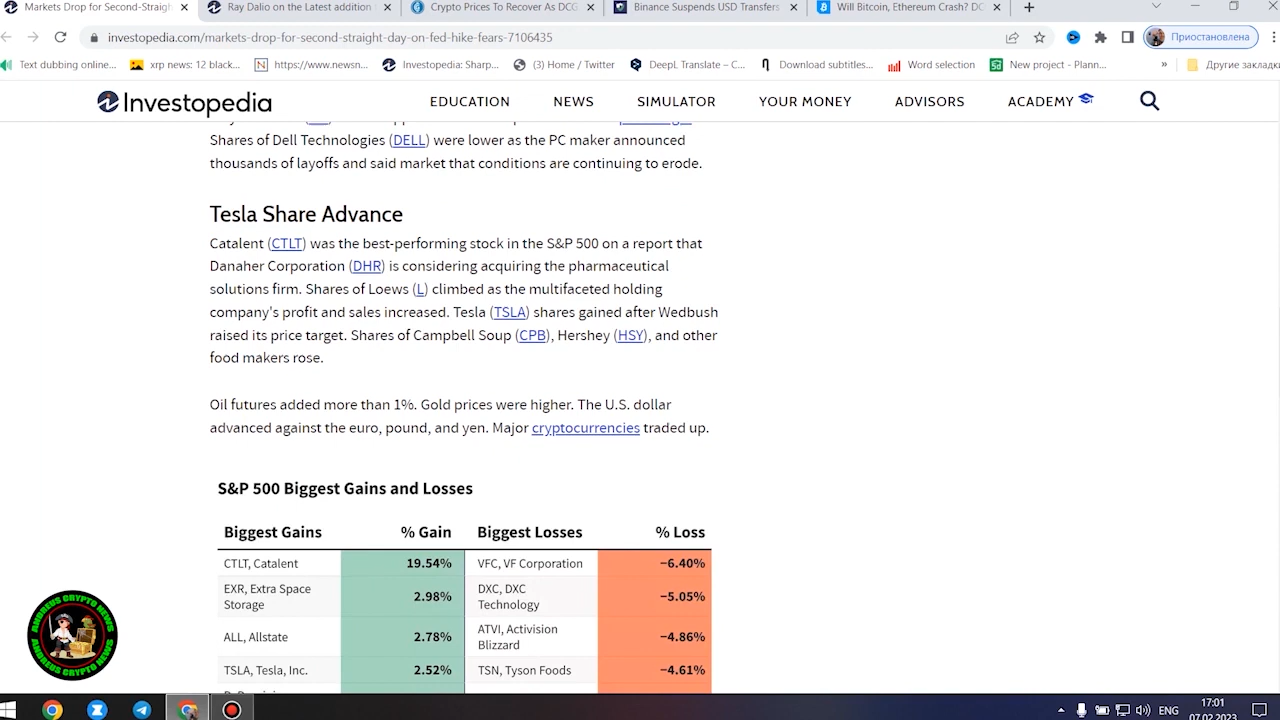 Markets Drop for Second-Straigh
Ray Dalio on the Latest addition
Crypto Prices To Recover As DCG
Binance Suspends USD Transfers
Will Bitcoin, Ethereum Crash? DC
investopedia.com/markets-drop-for-second-straight-day-on-fed-hike-fears-7106435
Приостановлена
Text dubbing online...
xrp news: 12 black...
https://www.newsn...
Investopedia: Sharp...
(3) Home / Twitter
DeepL Translate – C...
Download subtitles...
Word selection
New project - Plann...
»
Другие закладки
Investopedia
EDUCATION
NEWS
SIMULATOR
YOUR MONEY
ADVISORS
ACADEMY
Shares of Dell Technologies (DELL) were lower as the PC maker announced
thousands of layoffs and said market that conditions are continuing to erode.
Tesla Share Advance
Catalent (CTLT) was the best-performing stock in the S&P 500 on a report that
Danaher Corporation (DHR) is considering acquiring the pharmaceutical
solutions firm. Shares of Loews (L) climbed as the multifaceted holding
company's profit and sales increased. Tesla (TSLA) shares gained after Wedbush
raised its price target. Shares of Campbell Soup (CPB), Hershey (HSY), and other
food makers rose.
Oil futures added more than 1%. Gold prices were higher. The U.S. dollar
advanced against the euro, pound, and yen. Major cryptocurrencies traded up.
S&P 500 Biggest Gains and Losses
Biggest Gains % Gain Biggest Losses % Loss
CTLT, Catalent 19.54% VFC, VF Corporation −6.40%
EXR, Extra Space
Storage 2.98% DXC, DXC
Technology −5.05%
ALL, Allstate 2.78% ATVI, Activision
Blizzard −4.86%
TSLA, Tesla, Inc. 2.52% TSN, Tyson Foods −4.61%
ANDREUS CRYPTO NEWS
ANDREUS CRYPTO NEWS
ENG
17:01
07.02.2023